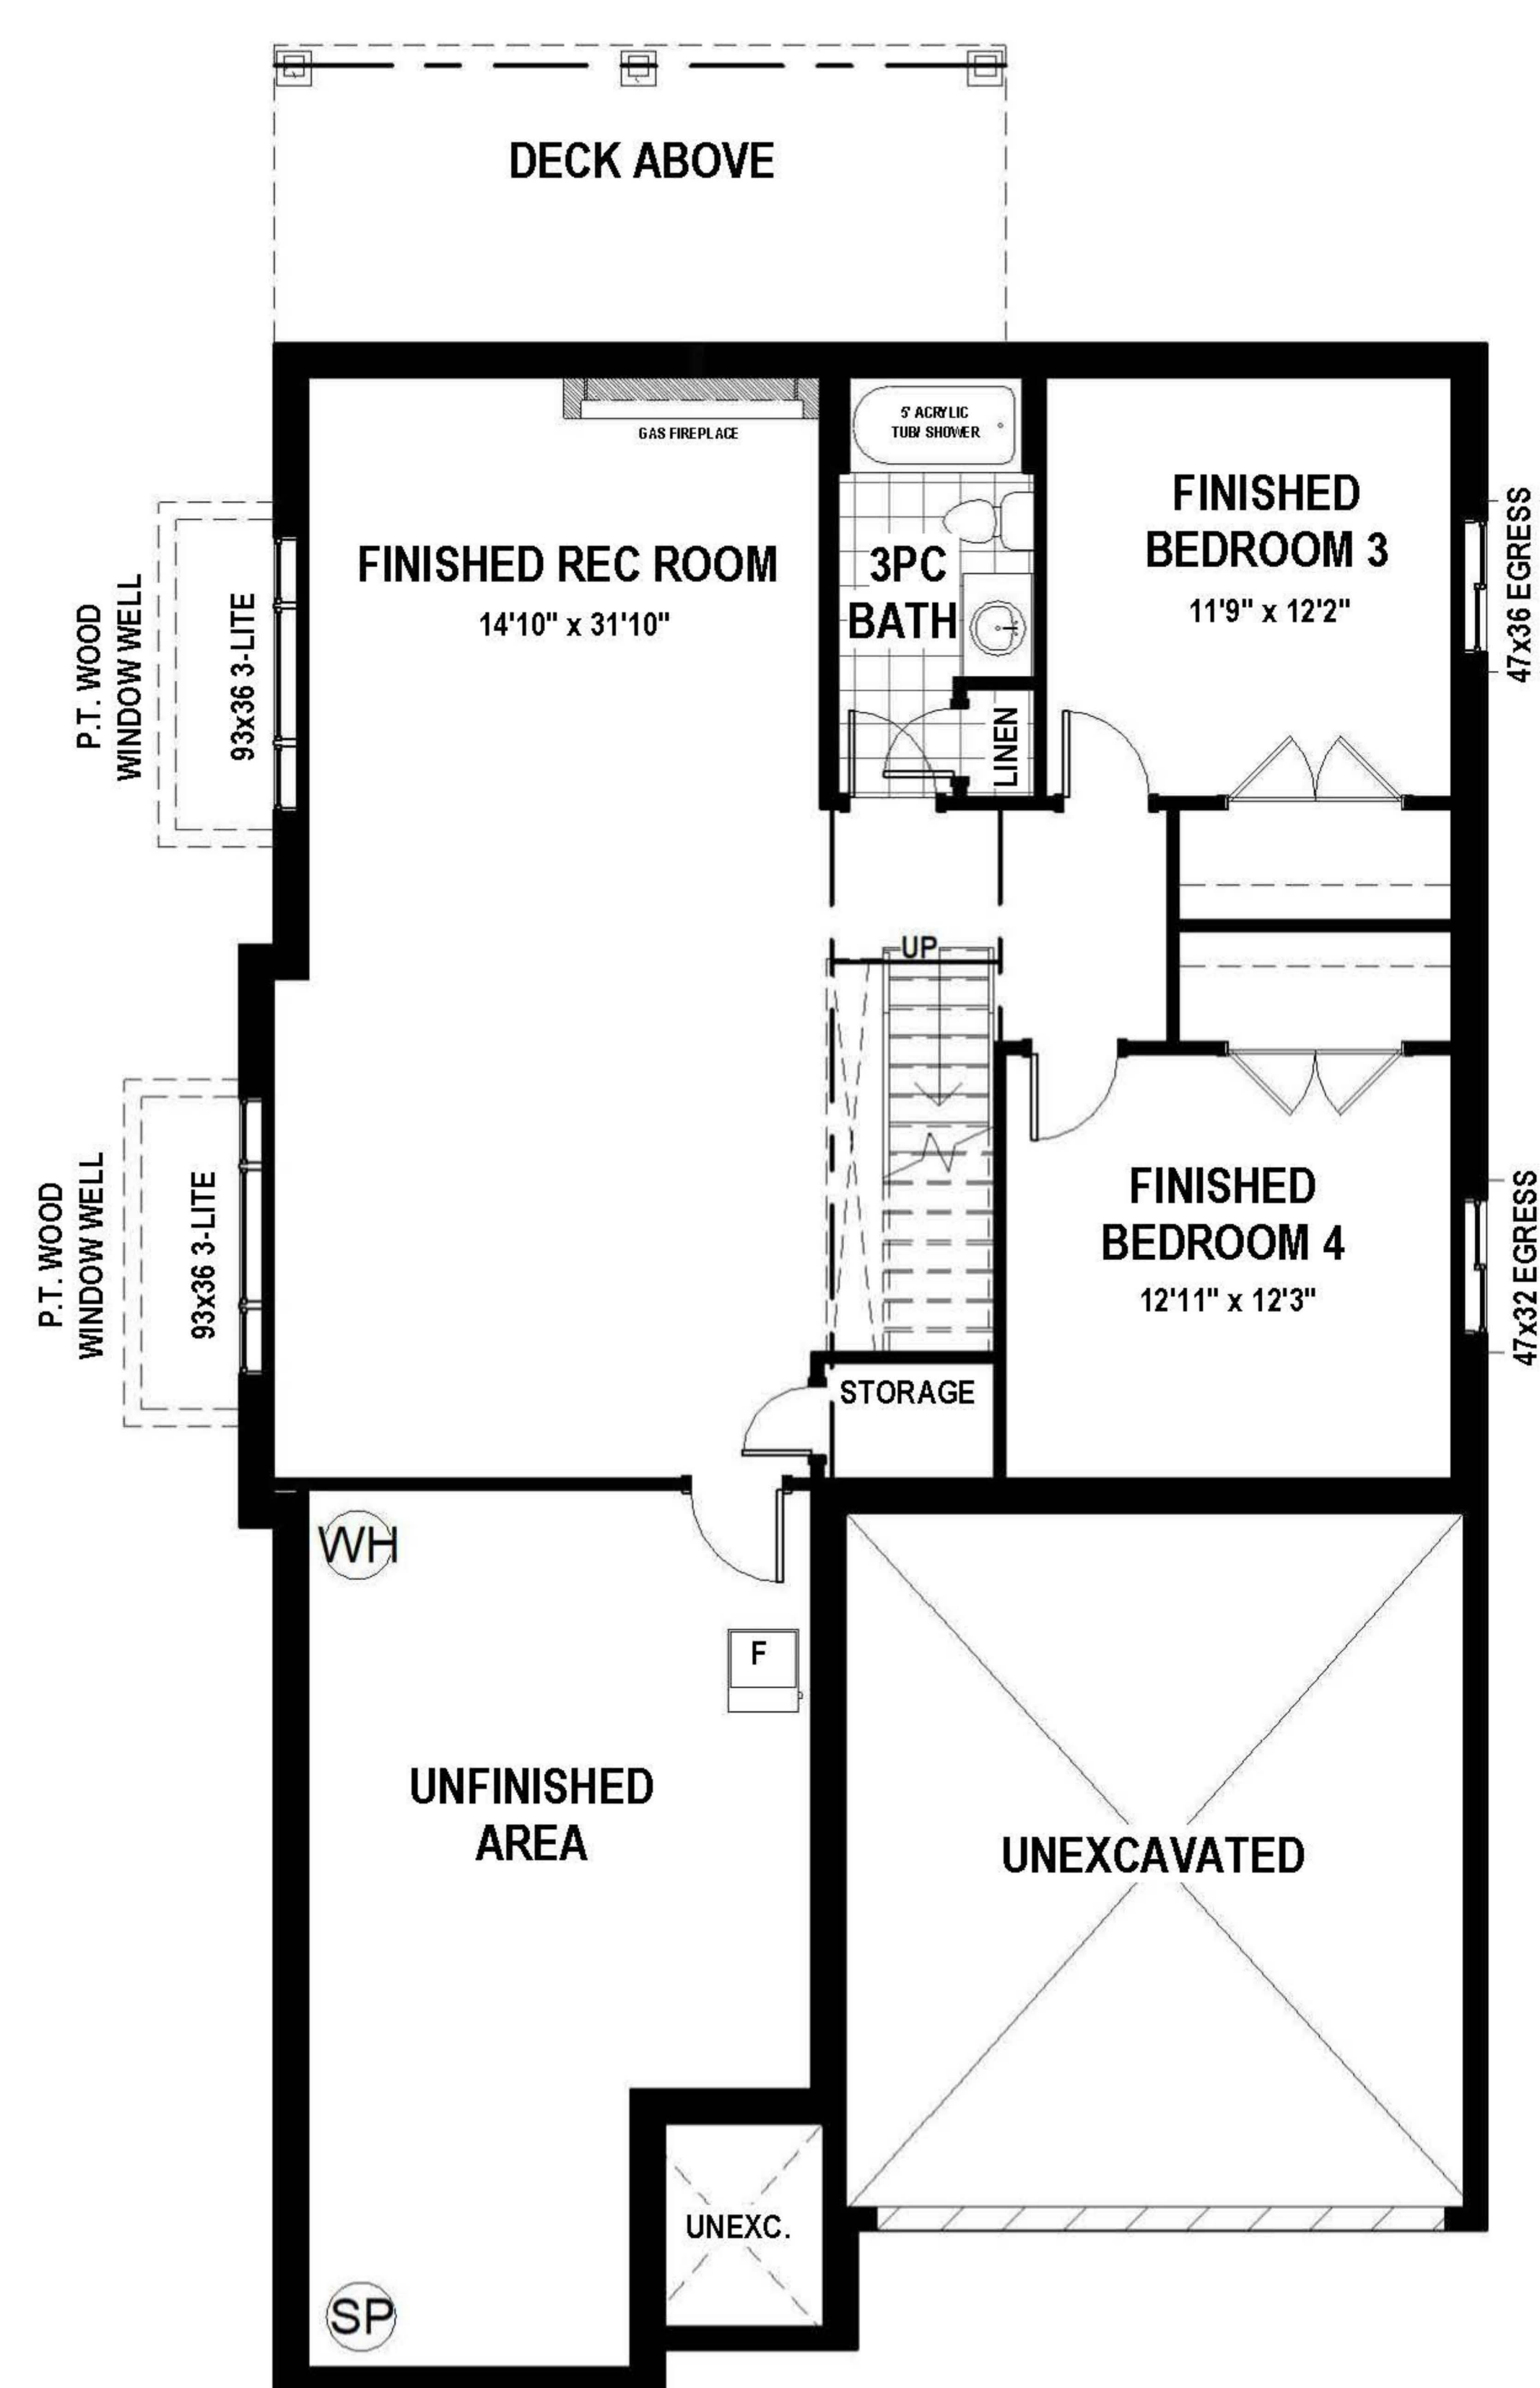 DECK ABOVE
GAS FIREPLACE
5' ACRYLIC
TUB/ SHOWER
FINISHED REC ROOM
14'10" x 31'10"
3PC
BATH
LINEN
FINISHED
BEDROOM 3
11'9" x 12'2"
47x36 EGRESS
P.T. WOOD
WINDOW WELL
93x36 3-LITE
UP
P.T. WOOD
WINDOW WELL
93x36 3-LITE
FINISHED
BEDROOM 4
12'11" x 12'3"
47x32 EGRESS
STORAGE
WH
F
UNFINISHED
AREA
UNEXCAVATED
UNEXC.
SP